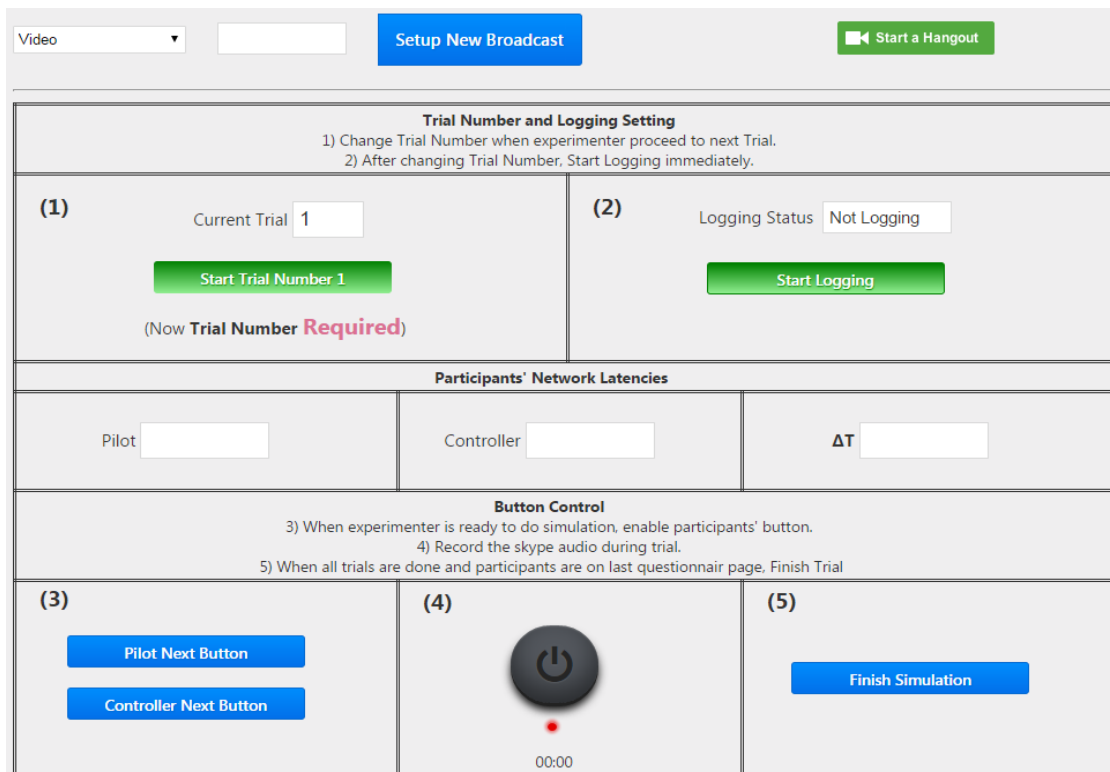 Video
Setup New Broadcast
Start a Hangout
Trial Number and Logging Setting
1) Change Trial Number when experimenter proceed to next Trial.
2) After changing Trial Number, Start Logging immediately.
(1)
Current Trial 1
Start Trial Number 1
(Now Trial Number Required)
(2)
Logging Status Not Logging
Start Logging
Participants' Network Latencies
Pilot
Controller
ΔT
Button Control
3) When experimenter is ready to do simulation, enable participants' button.
4) Record the skype audio during trial.
5) When all trials are done and participants are on last questionnair page, Finish Trial
(3)
Pilot Next Button
Controller Next Button
(4)
00:00
(5)
Finish Simulation